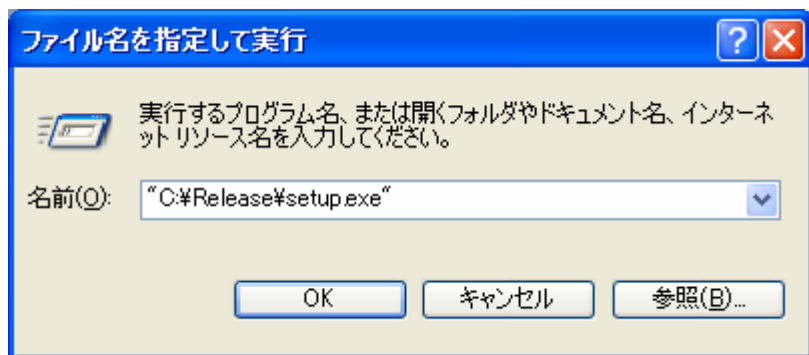 ファイル名を指定して実行
実行するプログラム名、または開くフォルダやドキュメント名、インターネ
ット リソース名を入力してください。
名前(O): "C:¥Release¥setup.exe"
OK キャンセル 参照(B)...